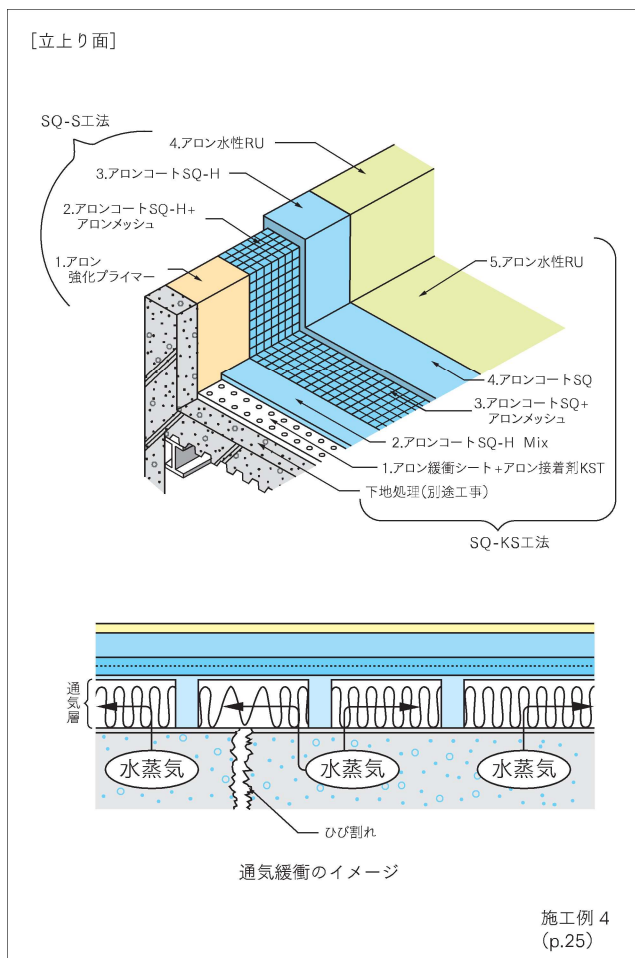 [立上り面]
SQ-S工法
4.アロン水性RU
3.アロンコートSQ-H
2.アロンコートSQ-H+
アロンメッシュ
1.アロン
強化プライマー
5.アロン水性RU
4.アロンコートSQ
3.アロンコートSQ+
アロンメッシュ
2.アロンコートSQ-H Mix
1.アロン緩衝シート+アロン接着剤KST
下地処理(別途工事)
SQ-KS工法
通気層
水蒸気
水蒸気
水蒸気
ひび割れ
通気緩衝のイメージ
施工例 4
(p.25)